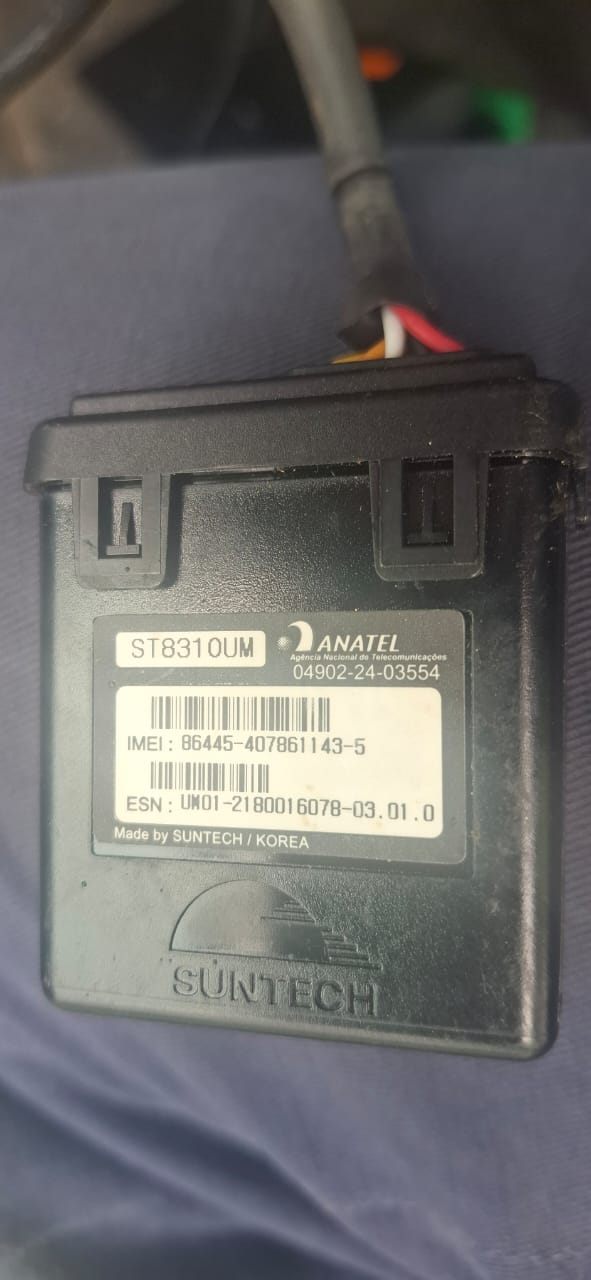 ST8310UM
ANATEL
Agência Nacional de Telecomunicações
04902-24-03554
IMEI: 86445-407861143-5
ESN: UW01-2180016078-03.01.0
Made by SUNTECH / KOREA
SUNTECH